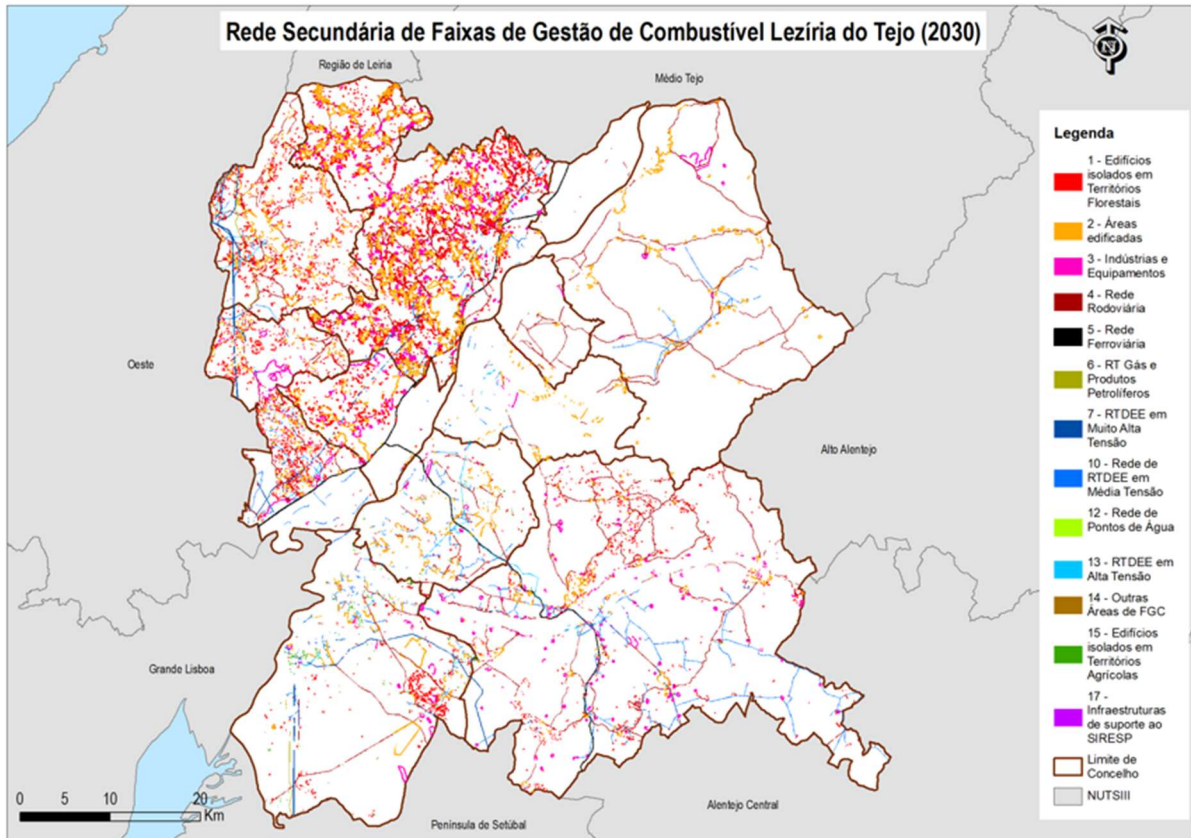 Rede Secundária de Faixas de Gestão de Combustível Lezíria do Tejo (2030)
N
Região de Leiria
Médio Tejo
Oeste
Alto Alentejo
Grande Lisboa
Alentejo Central
Península de Setúbal
0 5 10 20
Km
Legenda
1 - Edifícios
isolados em
Territórios
Florestais
2 - Áreas
edificadas
3 - Indústrias e
Equipamentos
4 - Rede
Rodoviária
5 - Rede
Ferroviária
6 - RT Gás e
Produtos
Petrolíferos
7 - RTDEE em
Muito Alta
Tensão
10 - Rede de
RTDEE em
Média Tensão
12 - Rede de
Pontos de Água
13 - RTDEE em
Alta Tensão
14 - Outras
Áreas de FGC
15 - Edifícios
isolados em
Territórios
Agrícolas
17 -
Infraestruturas
de suporte ao
SIRESP
Limite de
Concelho
NUTSIII